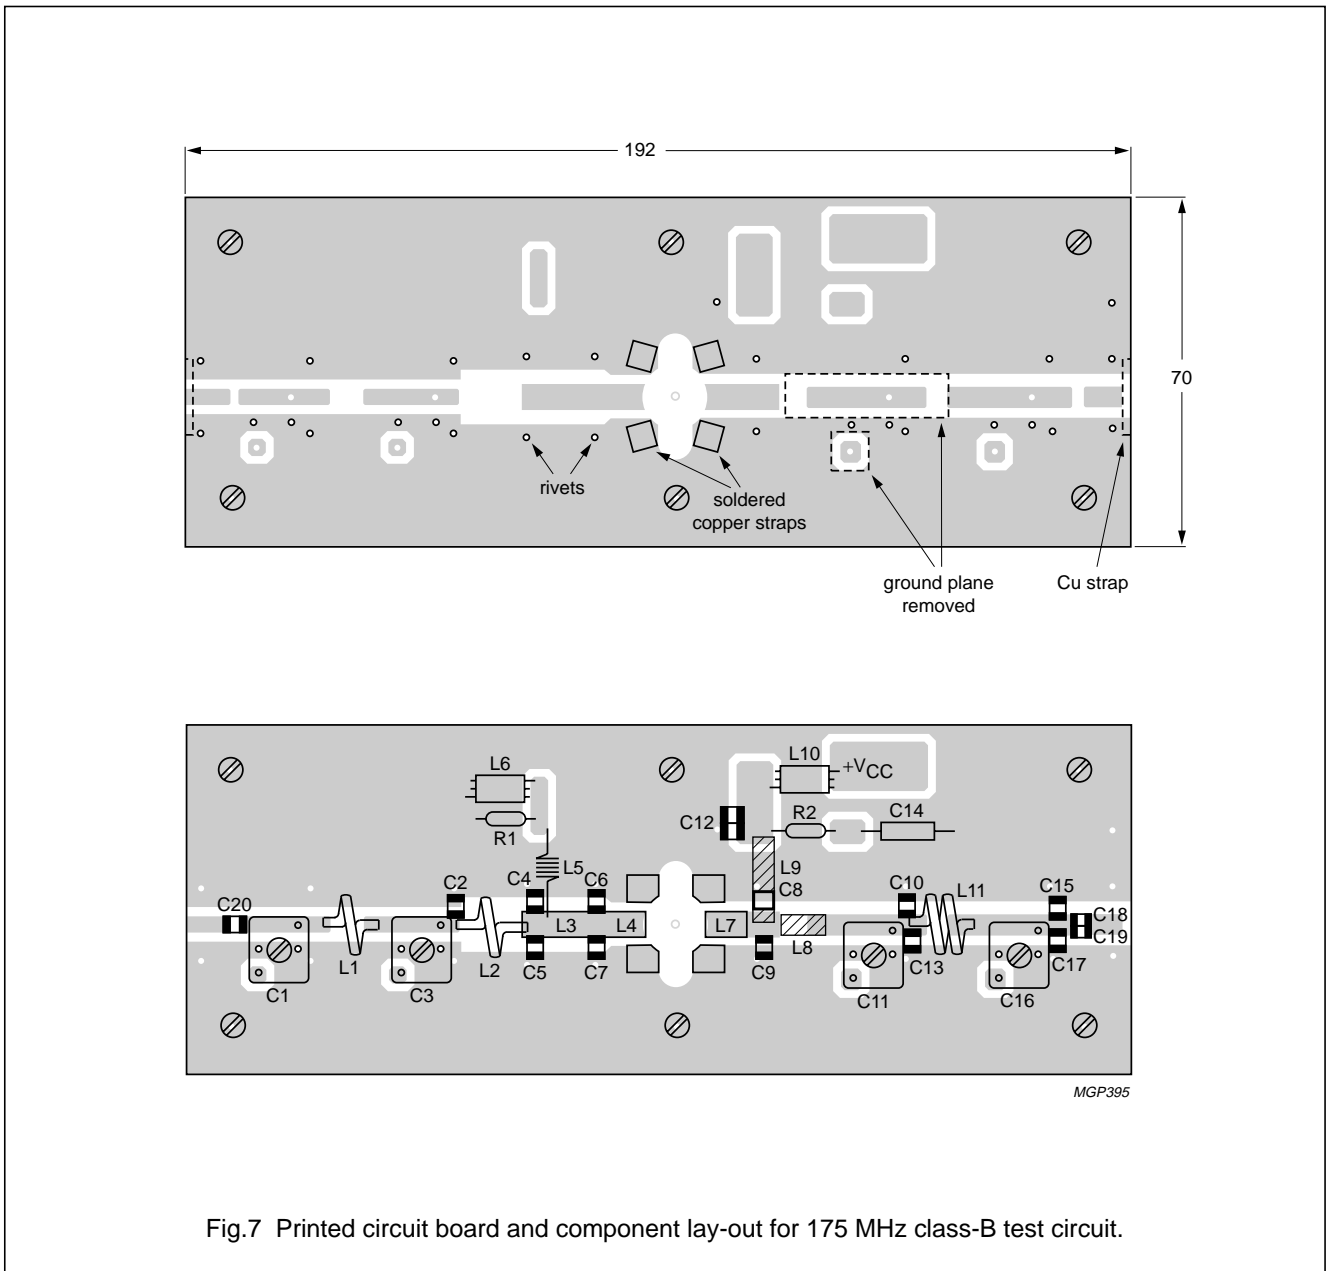 192
70
rivets
soldered
copper straps
ground plane
removed
Cu strap
L6
R1
L10
+VCC
C12
R2
C14
L5
L9
C20
C2
C4
C6
C8
C10
L11
C15
C18
C19
L3
L4
L7
L8
L1
L2
C5
C7
C9
C13
C17
C1
C3
C11
C16
MGP395
Fig.7 Printed circuit board and component lay-out for 175 MHz class-B test circuit.